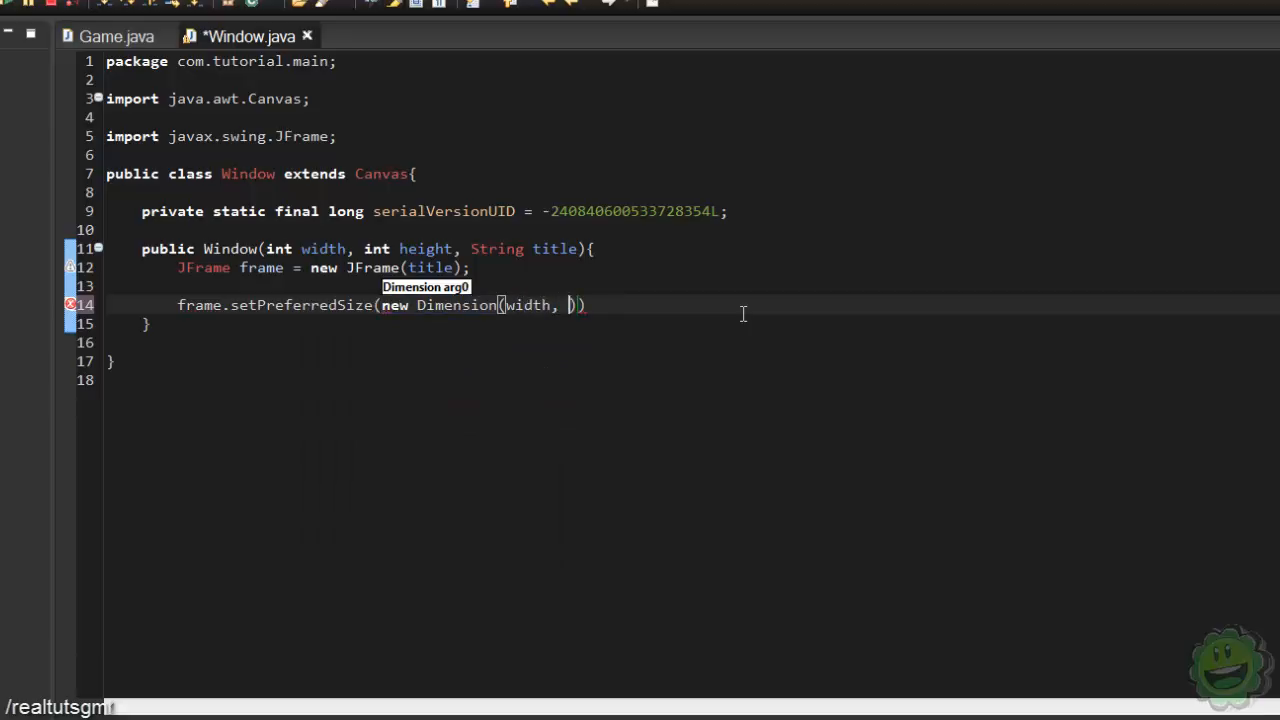 Game.java *Window.java
1 package com.tutorial.main;
2
3 import java.awt.Canvas;
4
5 import javax.swing.JFrame;
6
7 public class Window extends Canvas{
8
9 private static final long serialVersionUID = -240840600533728354L;
10
11 public Window(int width, int height, String title){
12 JFrame frame = new JFrame(title);
13 Dimension arg0
14 frame.setPreferredSize(new Dimension(width, ))
15 }
16
17 }
18
/realtutsgmr